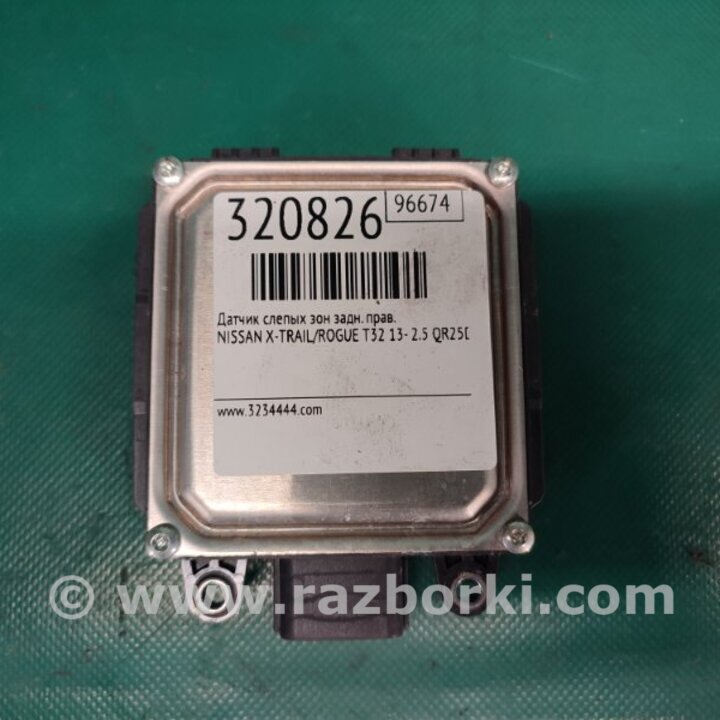 320826
96674
Датчик слепых зон задн. прав.
NISSAN X-TRAIL/ROGUE T32 13- 2.5 QR25D
www.3234444.com
© www.razborki.com